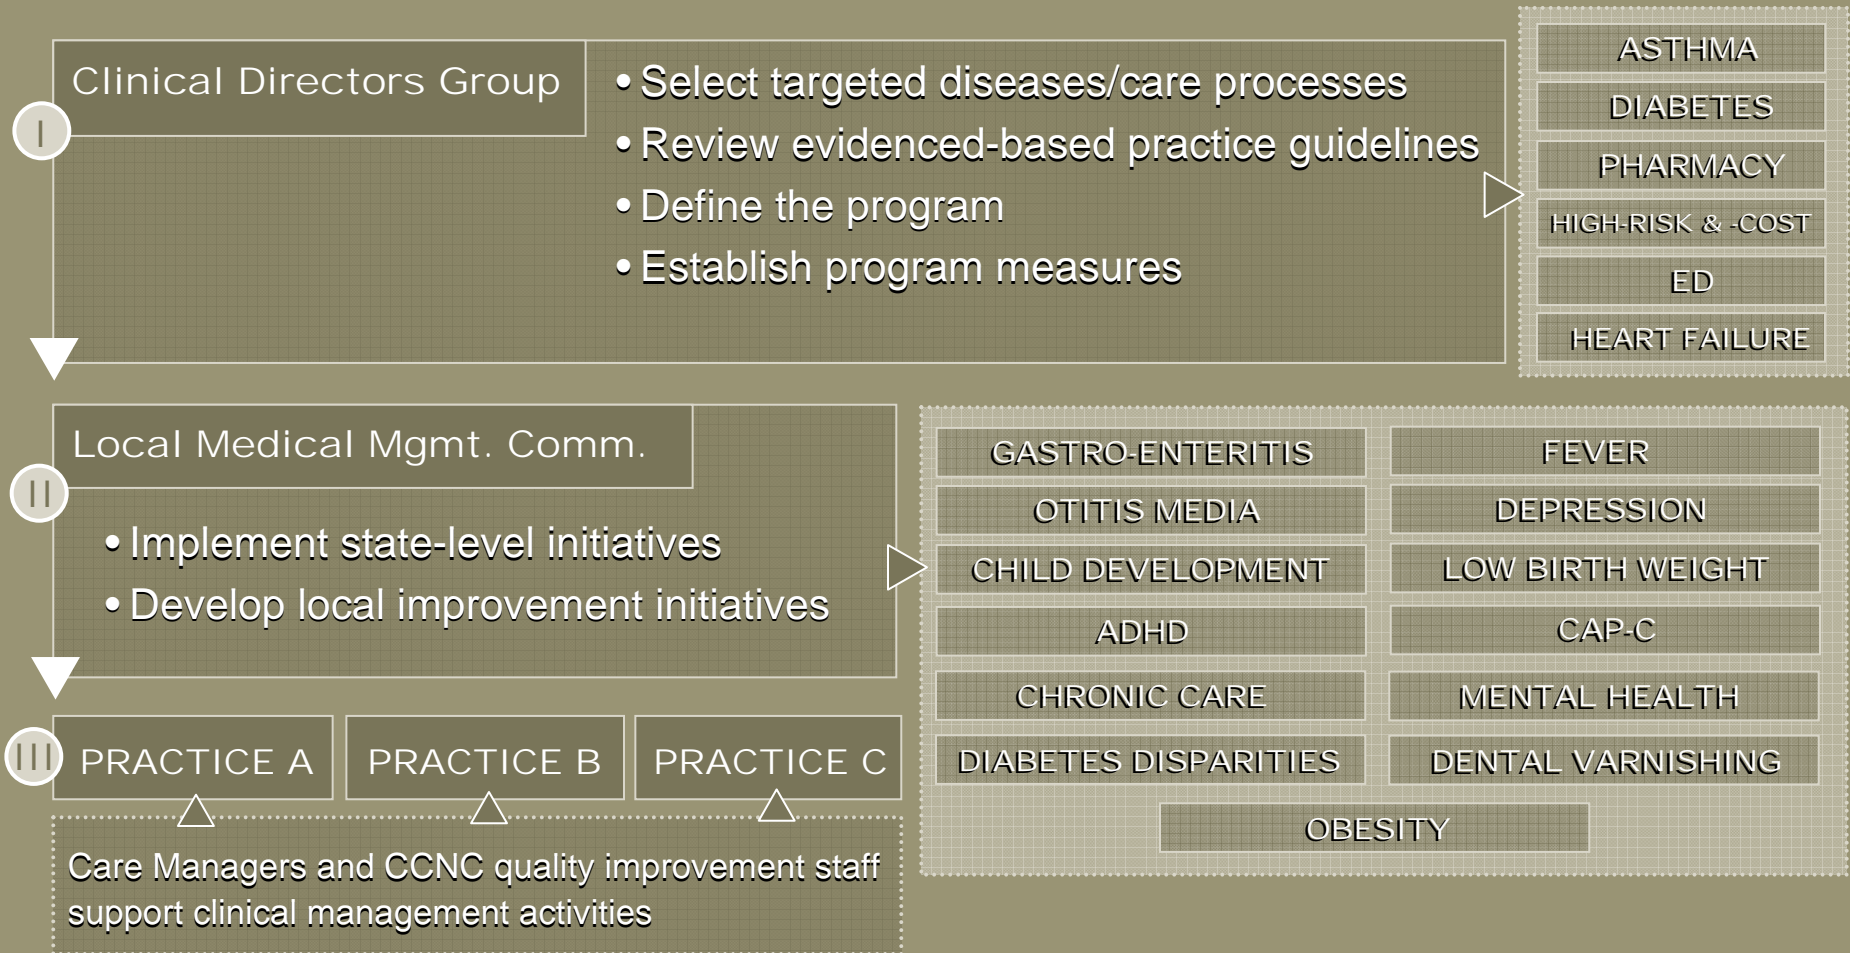 Clinical Directors Group
I
• Select targeted diseases/care processes
• Review evidenced-based practice guidelines
• Define the program
• Establish program measures
ASTHMA
DIABETES
PHARMACY
HIGH-RISK & -COST
ED
HEART FAILURE
Local Medical Mgmt. Comm.
II
• Implement state-level initiatives
• Develop local improvement initiatives
GASTRO-ENTERITIS
FEVER
OTITIS MEDIA
DEPRESSION
CHILD DEVELOPMENT
LOW BIRTH WEIGHT
ADHD
CAP-C
CHRONIC CARE
MENTAL HEALTH
DIABETES DISPARITIES
DENTAL VARNISHING
OBESITY
III
PRACTICE A
PRACTICE B
PRACTICE C
Care Managers and CCNC quality improvement staff
support clinical management activities